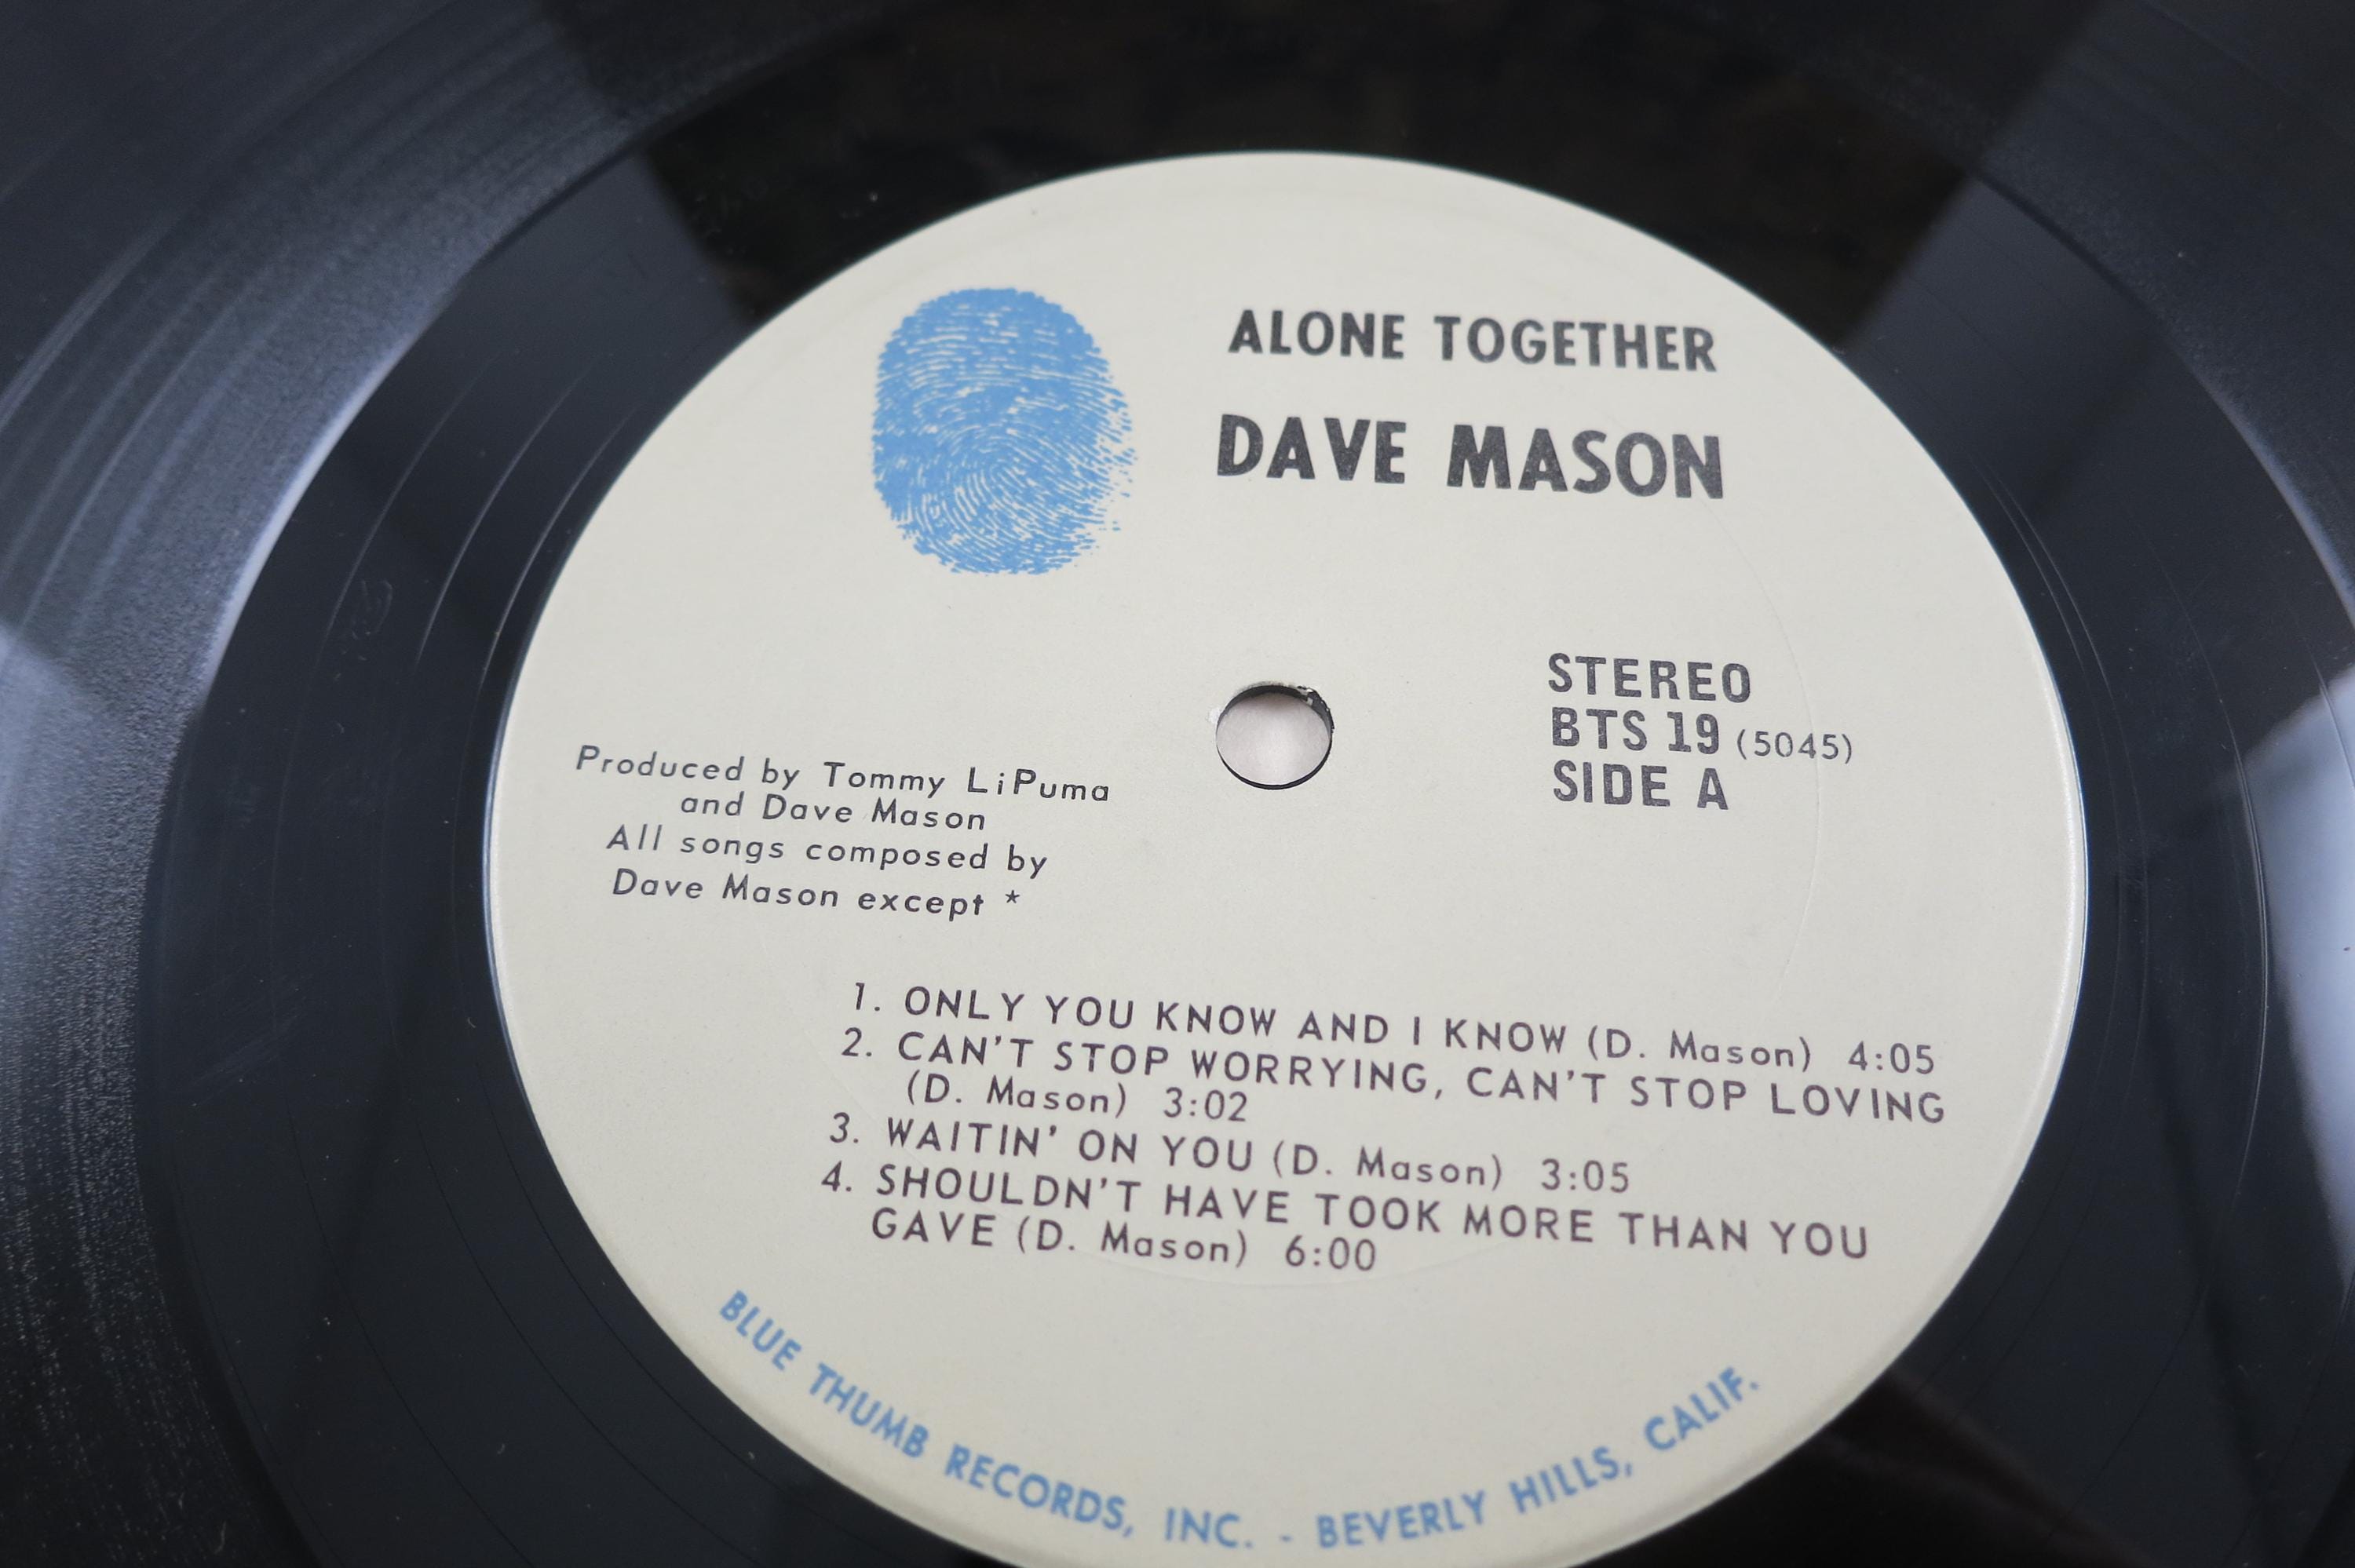 ALONE TOGETHER
DAVE MASON
STEREO
BTS 19 (5045)
SIDE A
Produced by Tommy LiPuma
and Dave Mason
All songs composed by
Dave Mason except *
1. ONLY YOU KNOW AND I KNOW (D. Mason) 4:05
2. CAN'T STOP WORRYING, CAN'T STOP LOVING
(D. Mason) 3:02
3. WAITIN' ON YOU (D. Mason) 3:05
4. SHOULDN'T HAVE TOOK MORE THAN YOU
GAVE (D. Mason) 6:00
BLUE THUMB RECORDS, INC. - BEVERLY HILLS, CALIF.